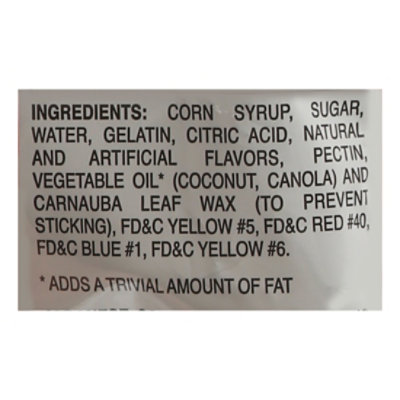 INGREDIENTS: CORN SYRUP, SUGAR,
WATER, GELATIN, CITRIC ACID, NATURAL
AND ARTIFICIAL FLAVORS, PECTIN,
VEGETABLE OIL* (COCONUT, CANOLA) AND
CARNAUBA LEAF WAX (TO PREVENT
STICKING), FD&C YELLOW #5, FD&C RED #40,
FD&C BLUE #1, FD&C YELLOW #6.
* ADDS A TRIVIAL AMOUNT OF FAT